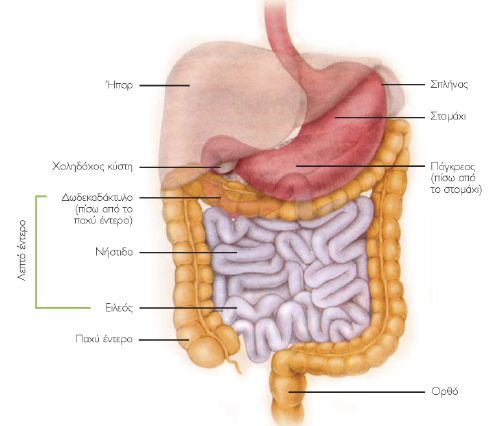 Ήπαρ
Χοληδόχος κύστη
Δωδεκαδάκτυλο
(πίσω από το
παχύ έντερο)
Λεπτό έντερο
Νήστιδα
Ειλεός
Παχύ έντερο
Σπλήνας
Στομάχι
Πάγκρεας
(πίσω από
το στομάχι)
Ορθό